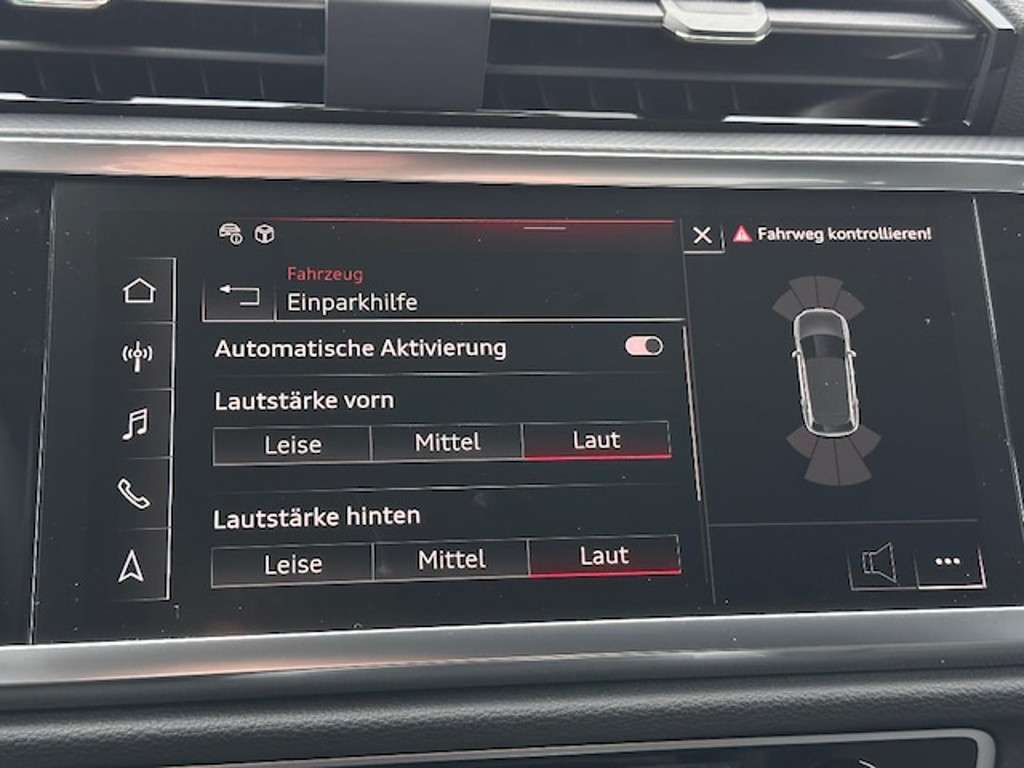 Fahrweg kontrollieren!
Fahrzeug
Einparkhilfe
Automatische Aktivierung
Lautstärke vorn
Leise Mittel Laut
Lautstärke hinten
Leise Mittel Laut